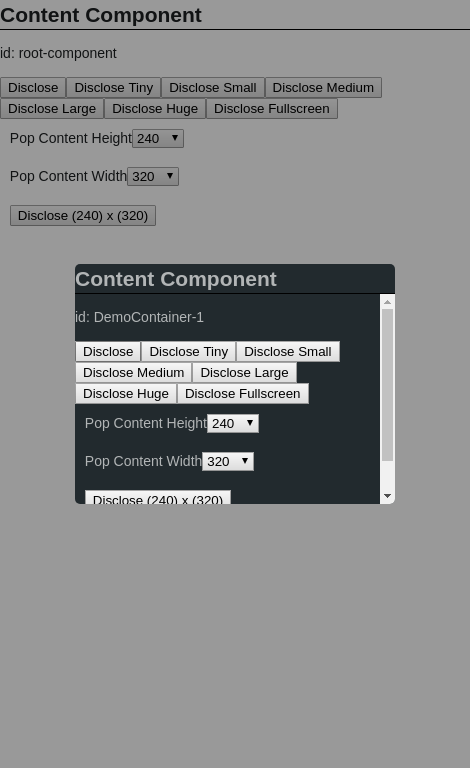 Content Component
id: root-component
Disclose Disclose Tiny Disclose Small Disclose Medium
Disclose Large Disclose Huge Disclose Fullscreen
Pop Content Height 240
Pop Content Width 320
Disclose (240) x (320)
Content Component
id: DemoContainer-1
Disclose Disclose Tiny Disclose Small
Disclose Medium Disclose Large
Disclose Huge Disclose Fullscreen
Pop Content Height 240
Pop Content Width 320
Disclose (240) x (320)